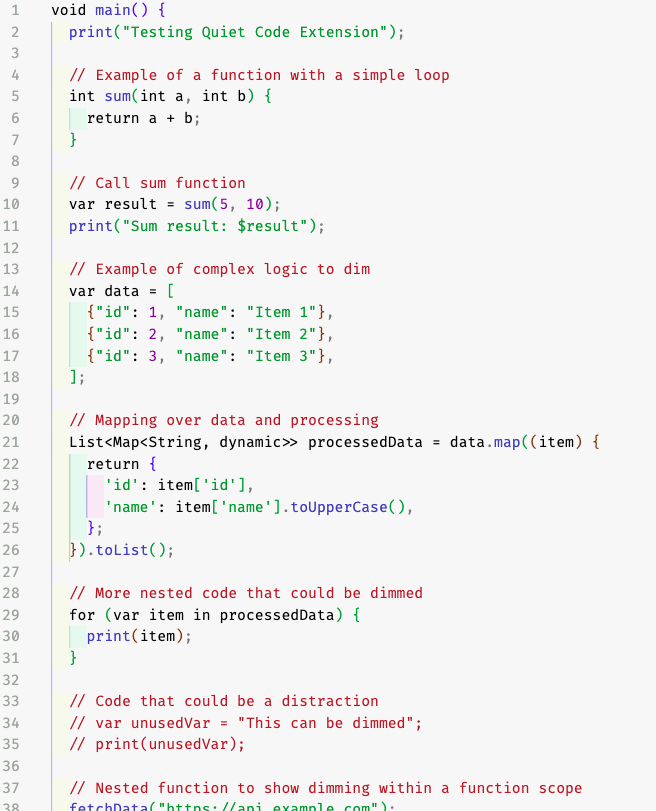 1 void main() {
2 print("Testing Quiet Code Extension");
3
4 // Example of a function with a simple loop
5 int sum(int a, int b) {
6 return a + b;
7 }
8
9 // Call sum function
10 var result = sum(5, 10);
11 print("Sum result: $result");
12
13 // Example of complex logic to dim
14 var data = [
15 {"id": 1, "name": "Item 1"},
16 {"id": 2, "name": "Item 2"},
17 {"id": 3, "name": "Item 3"},
18 ];
19
20 // Mapping over data and processing
21 List<Map<String, dynamic>> processedData = data.map((item) {
22 return {
23 'id': item['id'],
24 'name': item['name'].toUpperCase(),
25 };
26 }).toList();
27
28 // More nested code that could be dimmed
29 for (var item in processedData) {
30 print(item);
31 }
32
33 // Code that could be a distraction
34 // var unusedVar = "This can be dimmed";
35 // print(unusedVar);
36
37 // Nested function to show dimming within a function scope
38 fetchData("https://api.example.com");